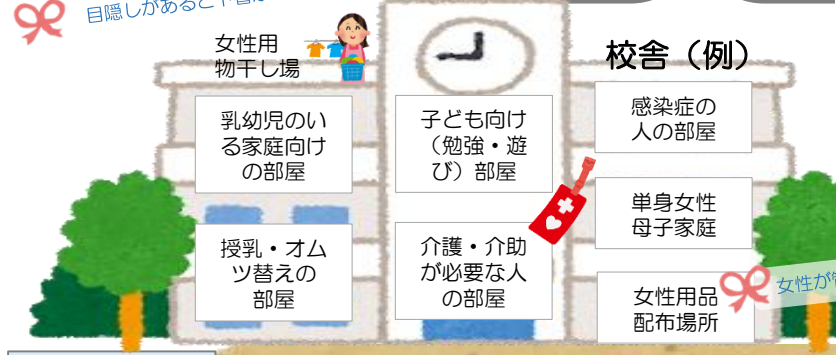 目隠しがあると
女性用
物干し場
校舎（例）
乳幼児のい
る家庭向け
の部屋
子ども向け
（勉強・遊
び）部屋
感染症の
人の部屋
単身女性
母子家庭
授乳・オム
ツ替えの
部屋
介護・介助
が必要な人
の部屋
女性用品
配布場所
女性が